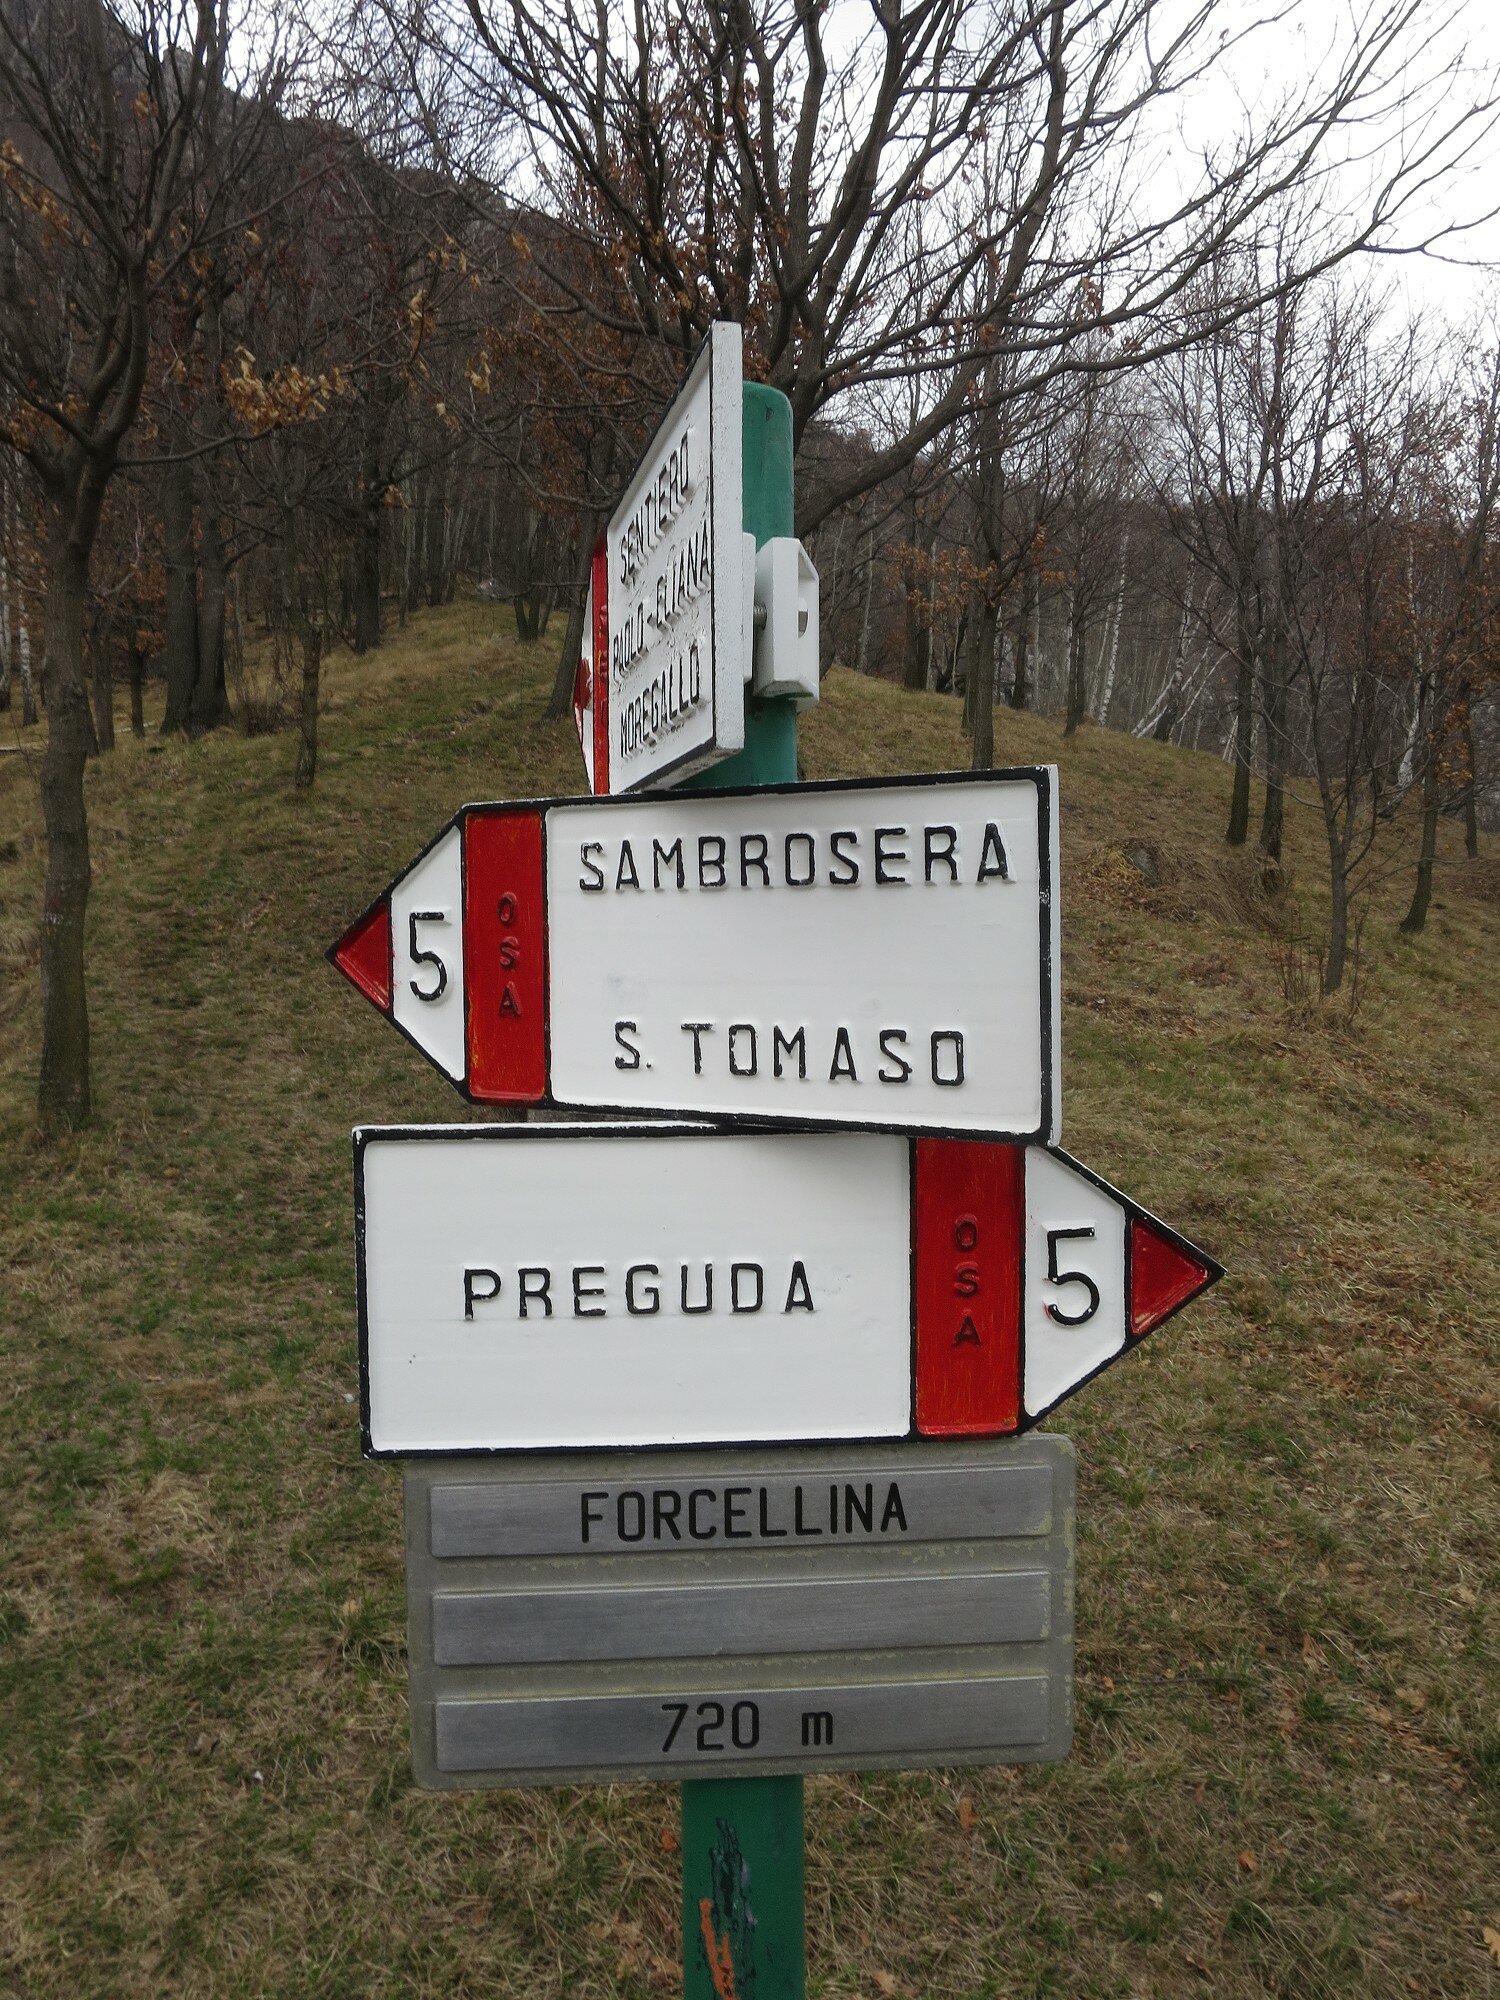 SENTIERO
PAOLO-ELIANA
MOREGALLO
SAMBROSERA
5
OSA
S. TOMASO
PREGUDA
OSA
5
FORCELLINA
720 m